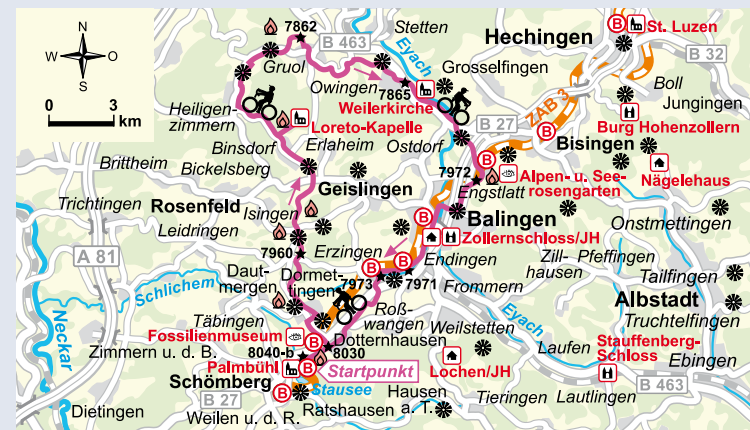 7862
Stetten
Hechingen
B
St. Luzen
N
W
O
S
0 3
km
B 463
Eyach
B 32
Gruol
Grosselfingen
Owingen
7865
ZAB 3
Boll
Jungingen
Weilerkirche
Heiligen-
zimmern
Loreto-Kapelle
B 27
B
Burg Hohenzollern
Binsdorf
Erlaheim
Ostdorf
Bisingen
Brittheim
Bickelsberg
7972
B
Alpen- u. See-
rosengarten
Nägelehaus
Geislingen
Engstlatt
Trichtingen
Rosenfeld
Isingen
B
Balingen
Onstmettingen
Leidringen
Zollernschloss/JH
A 81
7960
Erzingen
Endingen
Zill-
hausen
Pfeffingen
B
B
Daut-
mergen
Dormet-
tingen
7973
7971
Frommern
Tailfingen
Schlichem
Albstadt
Neckar
Täbingen
Roß-
wangen
Eyach
Truchtelfingen
Fossilienmuseum
B
Dotternhausen
Weilstetten
Laufen
Stauffenberg-
Schloss
Zimmern u. d. B.
8040-b
8030
Ebingen
Palmbühl
B
Startpunkt
Lochen/JH
Schömberg
Stausee
Hausen
a. T.
Lautlingen
B 463
B 27
B
Ratshausen
Tieringen
Dietingen
Weilen u. d. R.